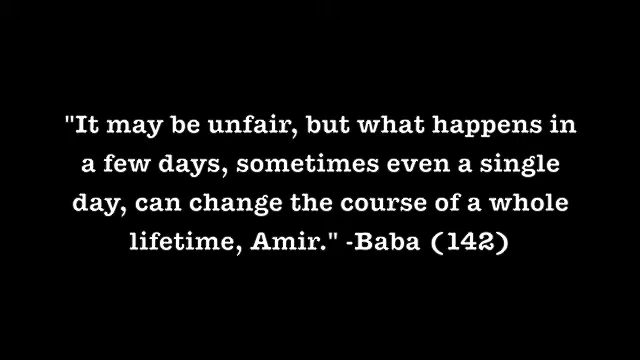 "It may be unfair, but what happens in
a few days, sometimes even a single
day, can change the course of a whole
lifetime, Amir." -Baba (142)